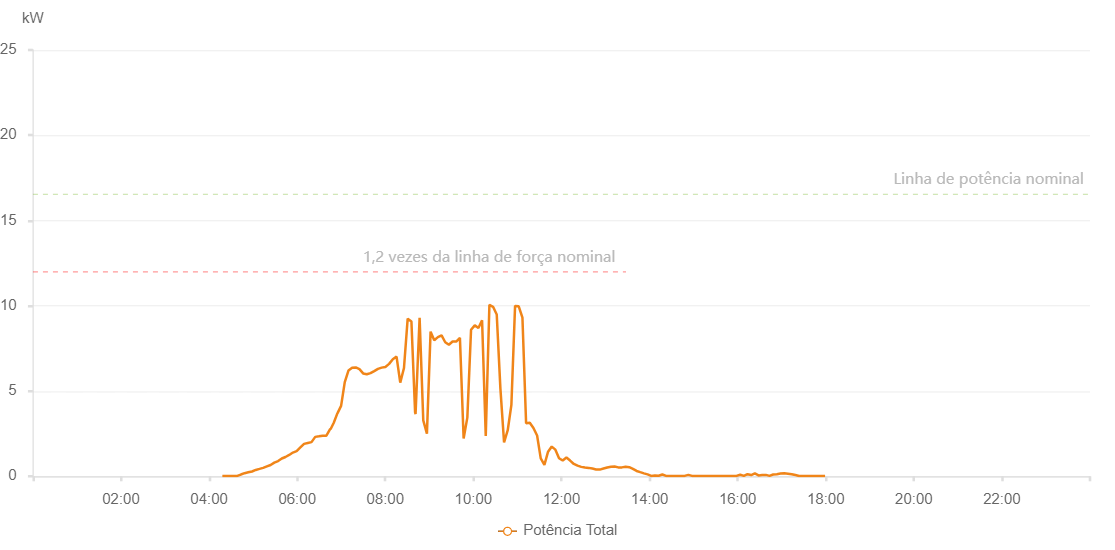 kW
25
20
Linha de potência nominal
15
1,2 vezes da linha de força nominal
10
5
0
02:00 04:00 06:00 08:00 10:00 12:00 14:00 16:00 18:00 20:00 22:00
Potência Total